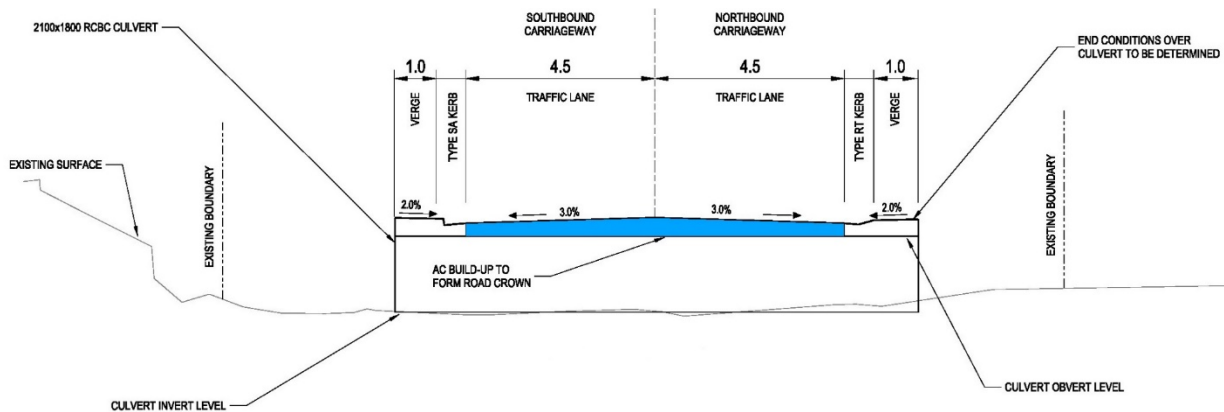 SOUTHBOUND
CARRIAGEWAY
NORTHBOUND
CARRIAGEWAY
2100x1800 RCBC CULVERT
END CONDITIONS OVER
CULVERT TO BE DETERMINED
1.0
4.5
4.5
1.0
VERGE
TYPE SA KERB
TRAFFIC LANE
TRAFFIC LANE
TYPE RT KERB
VERGE
EXISTING SURFACE
EXISTING BOUNDARY
EXISTING BOUNDARY
2.0%
3.0%
3.0%
2.0%
AC BUILD-UP TO
FORM ROAD CROWN
CULVERT INVERT LEVEL
CULVERT OBVERT LEVEL